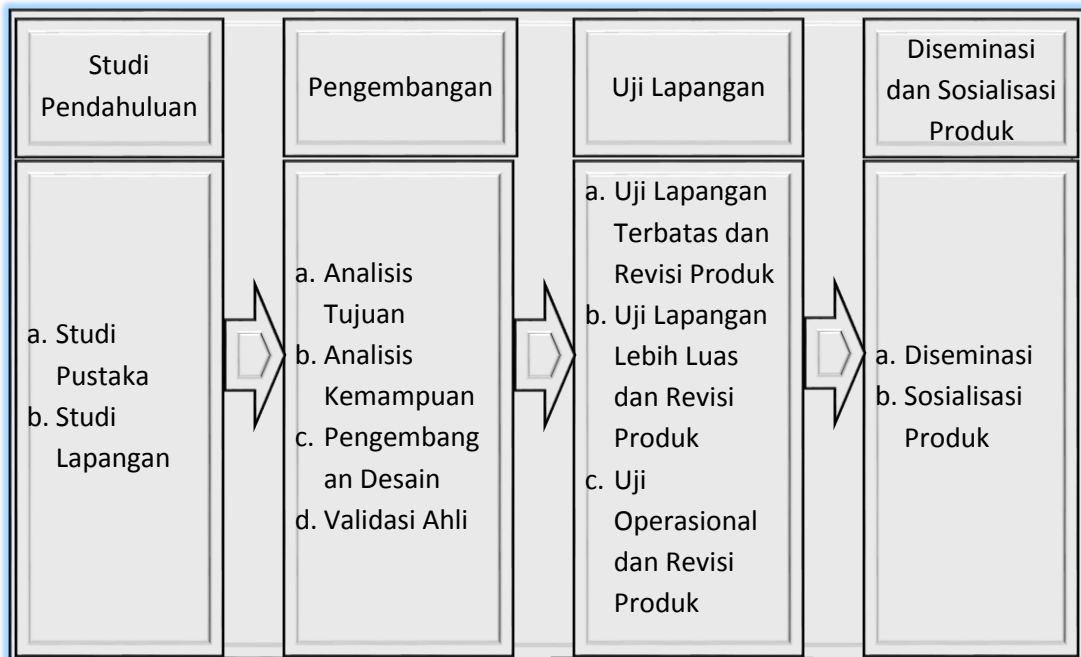 Studi
Pendahuluan
Pengembangan
Uji Lapangan
Diseminasi
dan Sosialisasi
Produk
a. Studi
Pustaka
b. Studi
Lapangan
a. Analisis
Tujuan
b. Analisis
Kemampuan
c. Pengembang
an Desain
d. Validasi Ahli
a. Uji Lapangan
Terbatas dan
Revisi Produk
b. Uji Lapangan
Lebih Luas
dan Revisi
Produk
c. Uji
Operasional
dan Revisi
Produk
a. Diseminasi
b. Sosialisasi
Produk